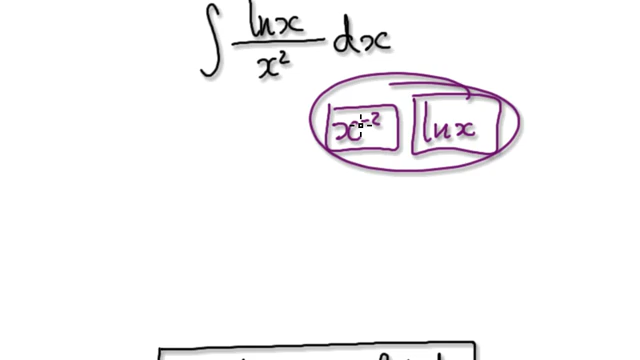 ∫ lnx/x² dx
x⁻² lnx